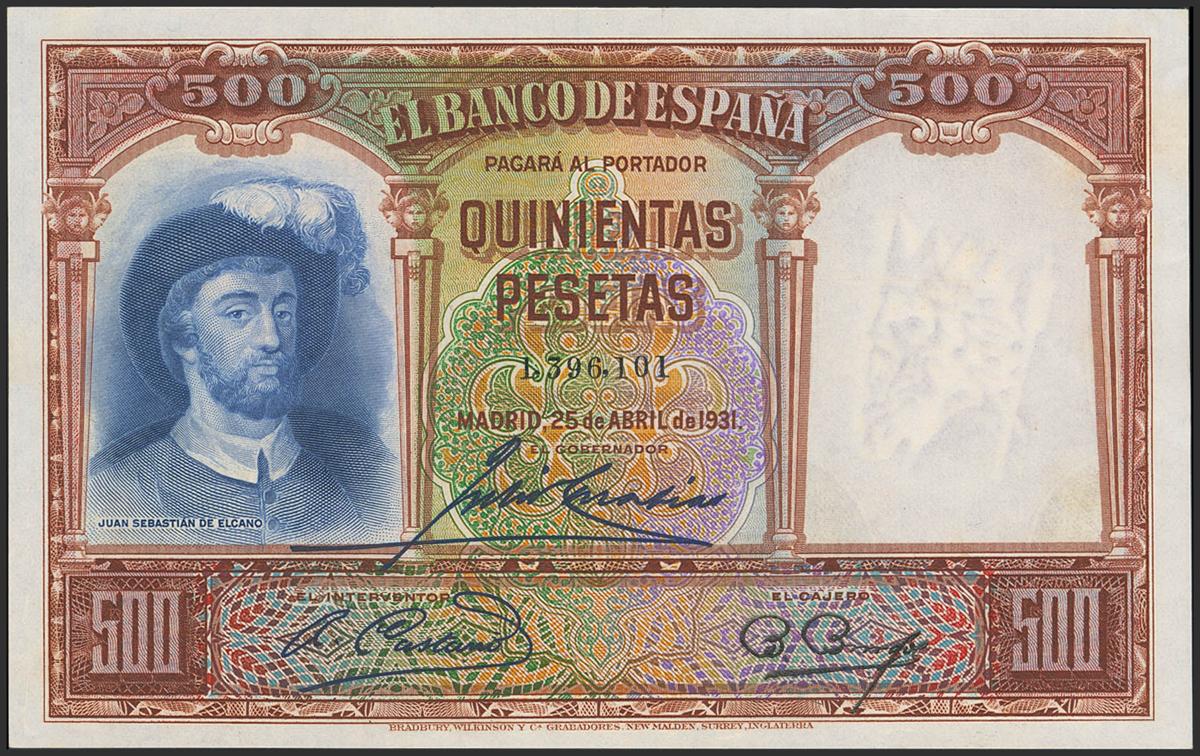 500
500
EL BANCO DE ESPAÑA
PAGARÁ AL PORTADOR
QUINIENTAS
PESETAS
1,396,101
MADRID, 25 de ABRIL de 1931.
EL GOBERNADOR
JUAN SEBASTIÁN DE ELCANO
500
EL INTERVENTOR
A. Castaño
EL CAJERO
500
BRADBURY, WILKINSON Y Cª. GRABADORES. NEW MALDEN, SURREY, INGLATERRA